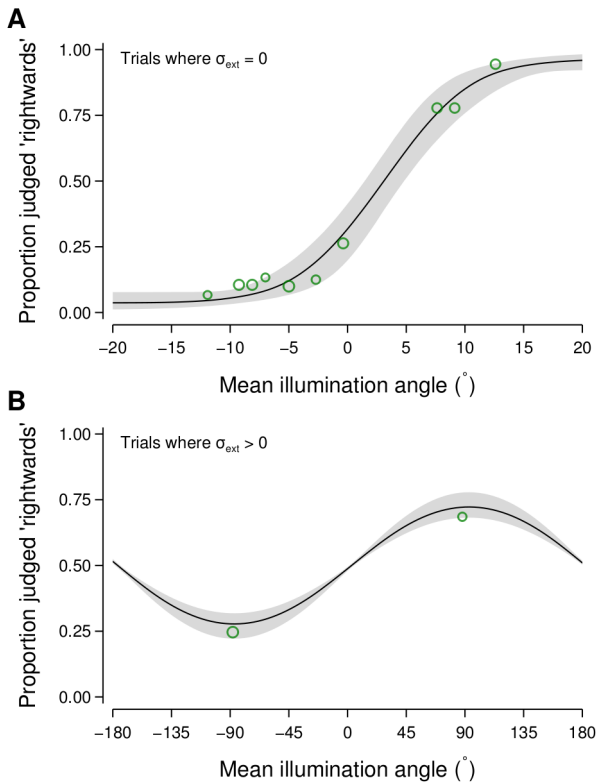 A
Trials where σext = 0
Proportion judged 'rightwards'
1.00
0.75
0.50
0.25
0.00
−20 −15 −10 −5 0 5 10 15 20
Mean illumination angle (°)
B
Trials where σext > 0
Proportion judged 'rightwards'
1.00
0.75
0.50
0.25
0.00
−180 −135 −90 −45 0 45 90 135 180
Mean illumination angle (°)